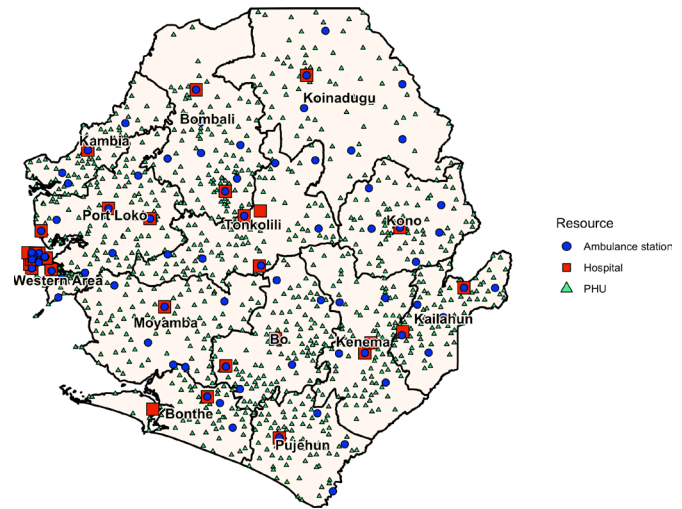 Koinadugu
Bombali
Kambia
Port Loko
Tonkolili
Kono
Western Area
Moyamba
Bo
Kenema
Kailahun
Bonthe
Pujehun
Resource
Ambulance station
Hospital
PHU